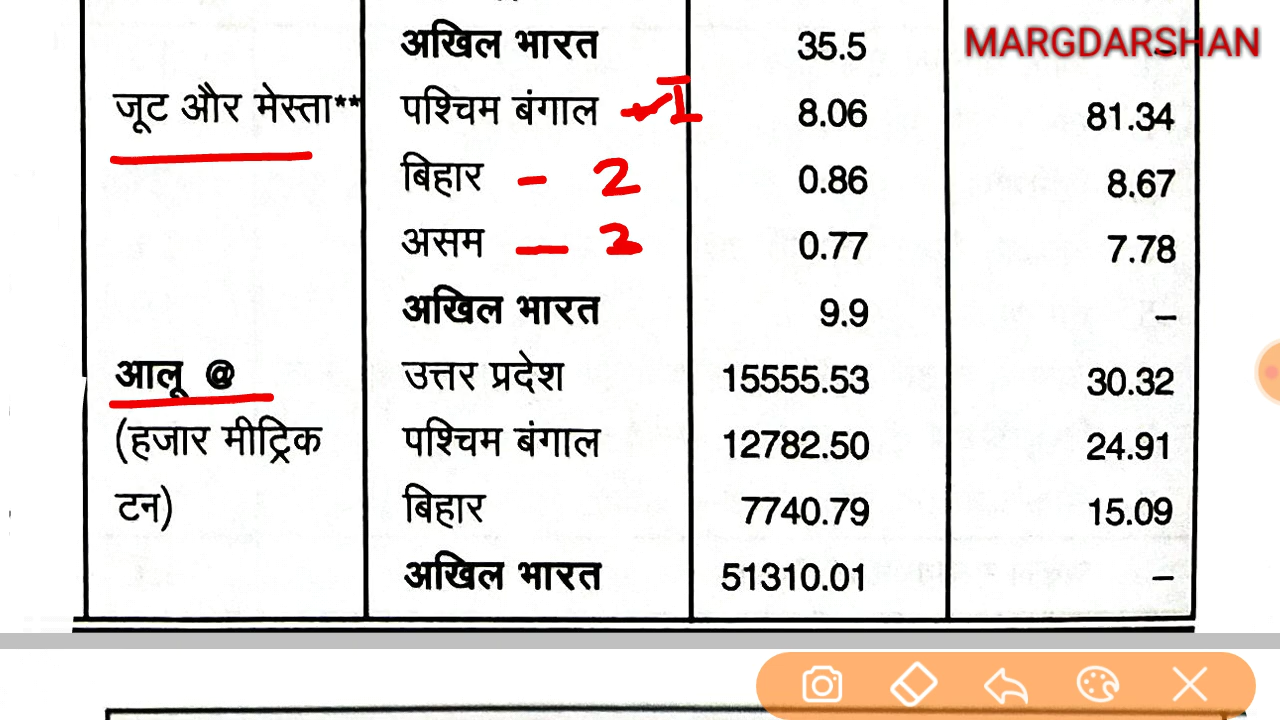 अखिल भारत 35.5 –
MARGDARSHAN
जूट और मेस्ता** पश्चिम बंगाल - I 8.06 81.34
बिहार - 2 0.86 8.67
असम - 3 0.77 7.78
अखिल भारत 9.9 –
आलू @ उत्तर प्रदेश 15555.53 30.32
(हजार मीट्रिक पश्चिम बंगाल 12782.50 24.91
टन) बिहार 7740.79 15.09
अखिल भारत 51310.01 –